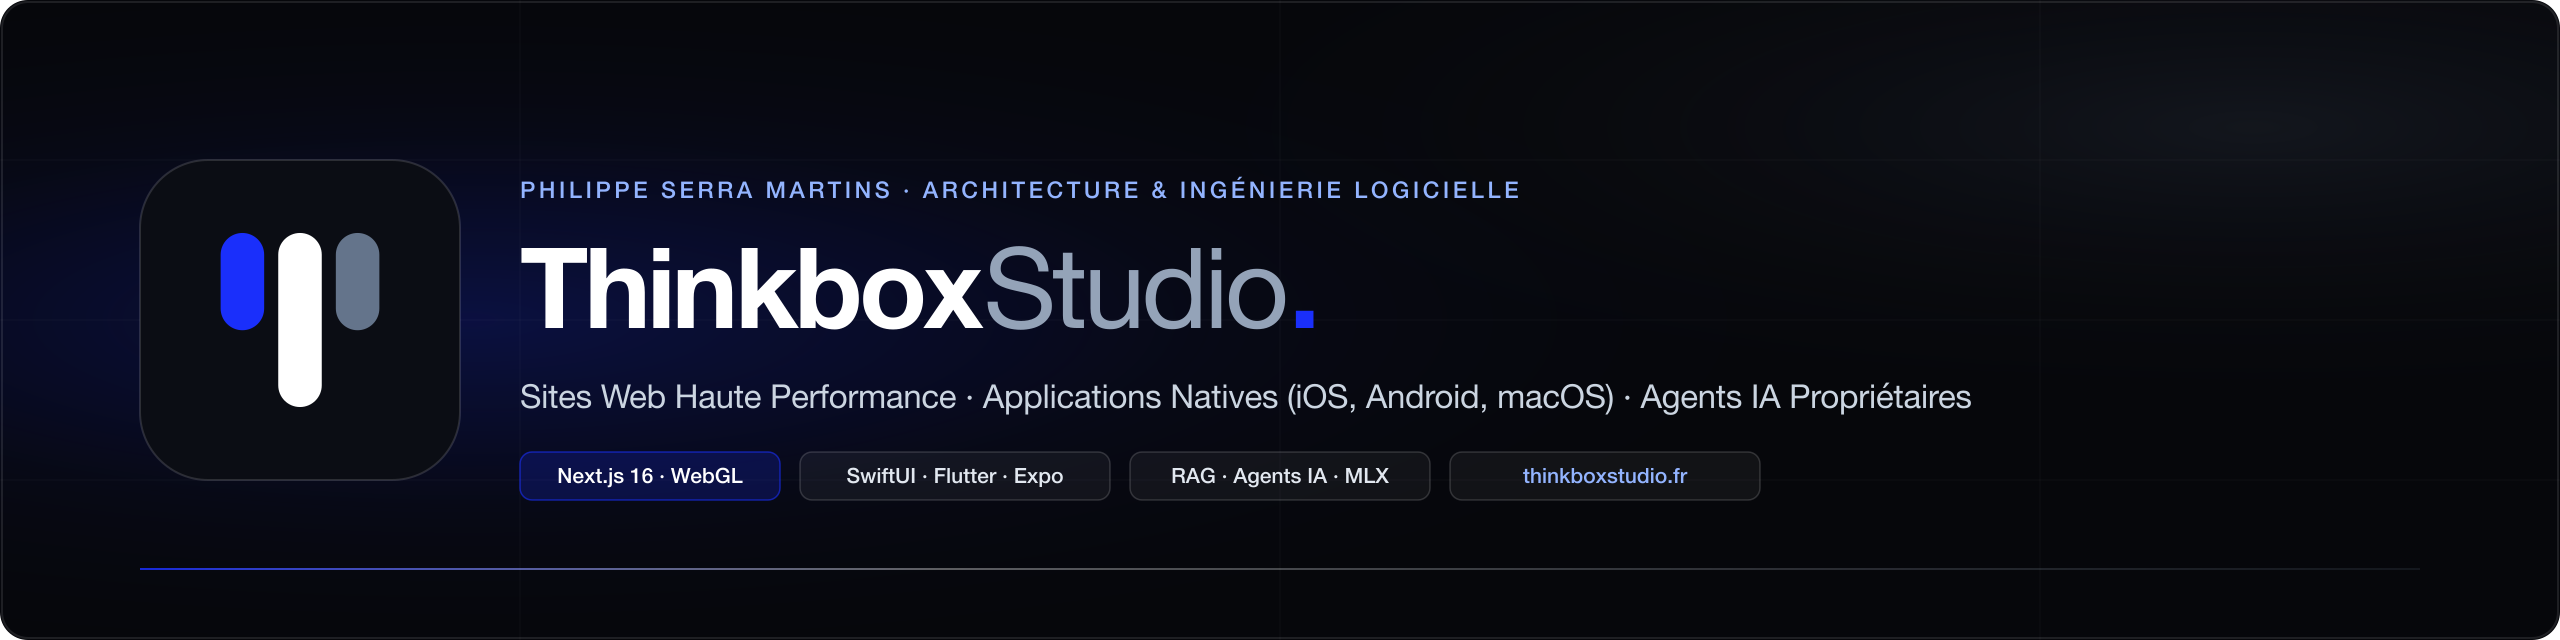 PHILIPPE SERRA MARTINS · ARCHITECTURE & INGÉNIERIE LOGICIELLE
ThinkboxStudio.
Sites Web Haute Performance · Applications Natives (iOS, Android, macOS) · Agents IA Propriétaires
Next.js 16 · WebGL
SwiftUI · Flutter · Expo
RAG · Agents IA · MLX
thinkboxstudio.fr